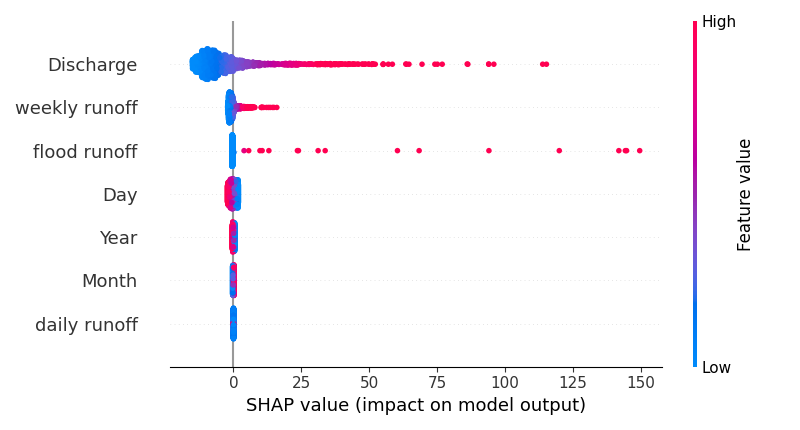 High
Discharge
weekly runoff
flood runoff
Day
Year
Month
daily runoff
Feature value
Low
0 25 50 75 100 125 150
SHAP value (impact on model output)